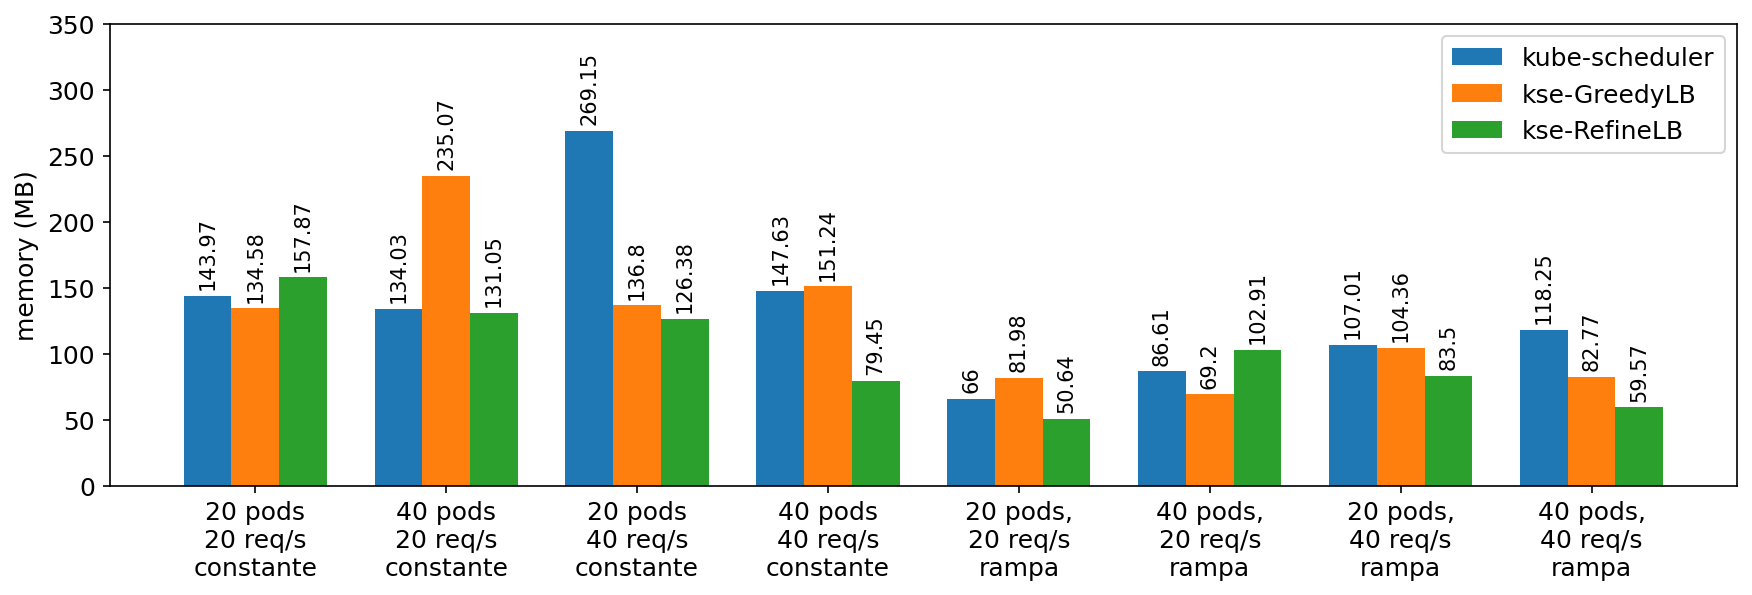 350
300
250
200
150
100
50
0
memory (MB)
kube-scheduler
kse-GreedyLB
kse-RefineLB
143.97
134.58
157.87
134.03
235.07
131.05
269.15
136.8
126.38
147.63
151.24
79.45
66
81.98
50.64
86.61
69.2
102.91
107.01
104.36
83.5
118.25
82.77
59.57
20 pods
20 req/s
constante
40 pods
20 req/s
constante
20 pods
40 req/s
constante
40 pods
40 req/s
constante
20 pods,
20 req/s
rampa
40 pods,
20 req/s
rampa
20 pods,
40 req/s
rampa
40 pods,
40 req/s
rampa